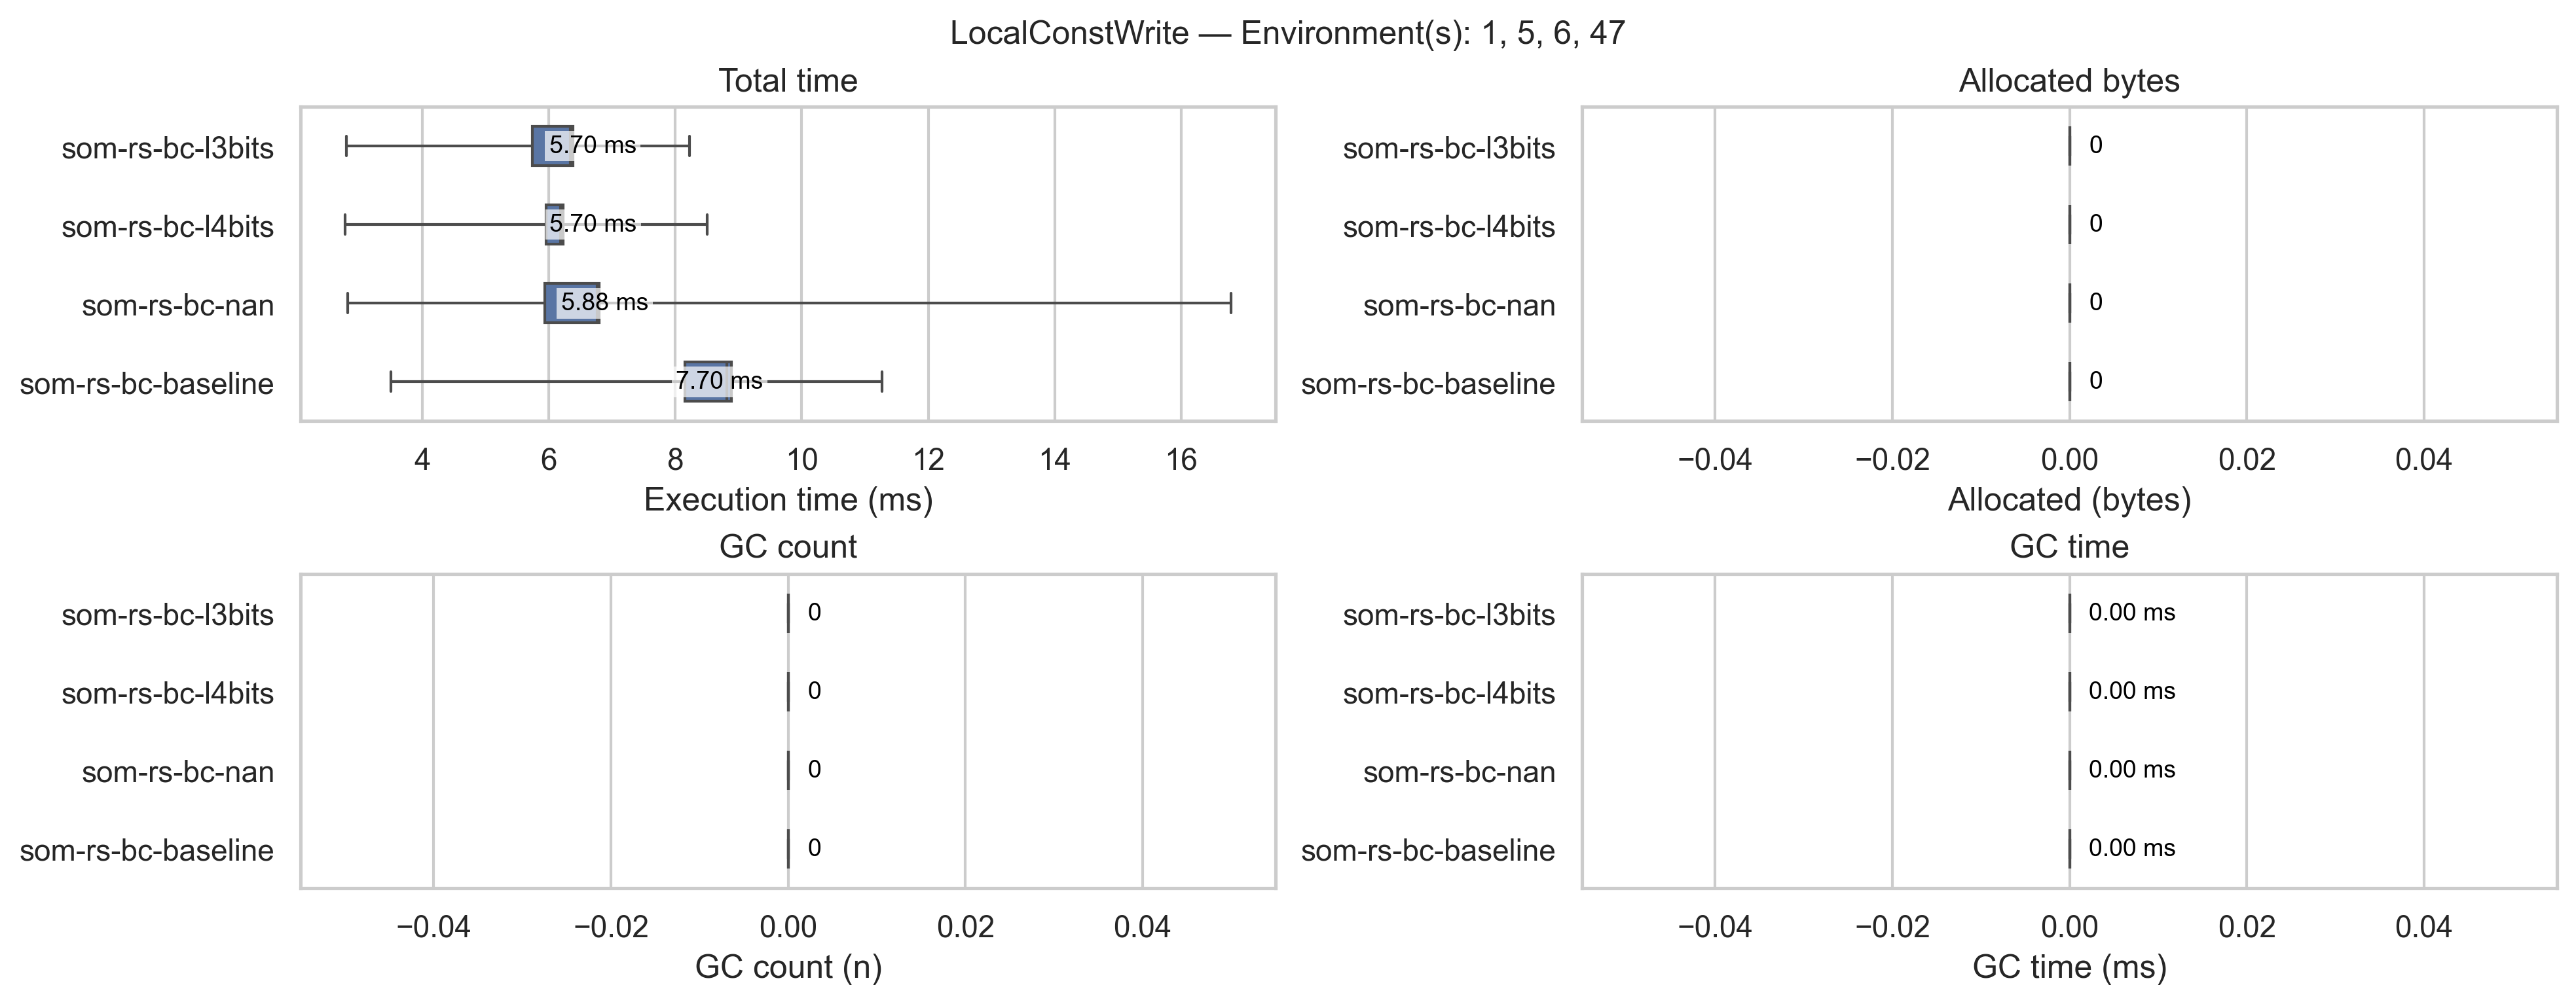 LocalConstWrite — Environment(s): 1, 5, 6, 47
Total time
som-rs-bc-l3bits
5.70 ms
som-rs-bc-l4bits
5.70 ms
som-rs-bc-nan
5.88 ms
som-rs-bc-baseline
7.70 ms
4 6 8 10 12 14 16
Execution time (ms)
Allocated bytes
som-rs-bc-l3bits
0
som-rs-bc-l4bits
0
som-rs-bc-nan
0
som-rs-bc-baseline
0
−0.04 −0.02 0.00 0.02 0.04
Allocated (bytes)
GC count
som-rs-bc-l3bits
0
som-rs-bc-l4bits
0
som-rs-bc-nan
0
som-rs-bc-baseline
0
−0.04 −0.02 0.00 0.02 0.04
GC count (n)
GC time
som-rs-bc-l3bits
0.00 ms
som-rs-bc-l4bits
0.00 ms
som-rs-bc-nan
0.00 ms
som-rs-bc-baseline
0.00 ms
−0.04 −0.02 0.00 0.02 0.04
GC time (ms)